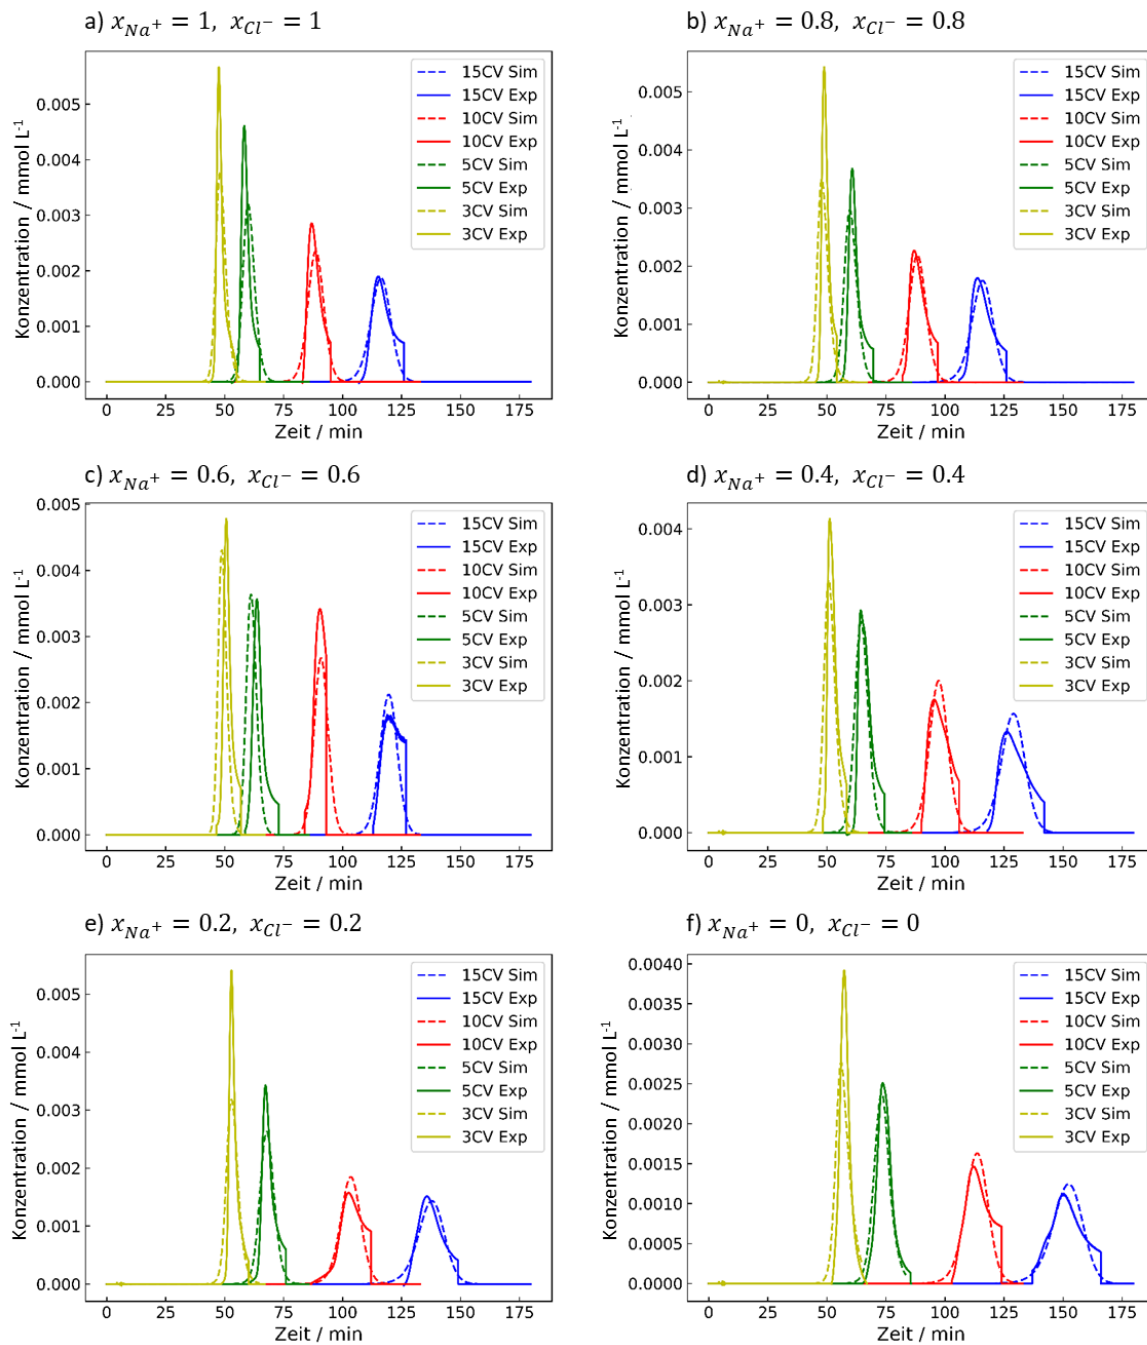 a) x_{Na⁺} = 1, x_{Cl⁻} = 1
Konzentration / mmol L⁻¹
0.005
0.004
0.003
0.002
0.001
0.000
15CV Sim
15CV Exp
10CV Sim
10CV Exp
5CV Sim
5CV Exp
3CV Sim
3CV Exp
0 25 50 75 100 125 150 175
Zeit / min
b) x_{Na⁺} = 0.8, x_{Cl⁻} = 0.8
Konzentration / mmol L⁻¹
0.005
0.004
0.003
0.002
0.001
0.000
15CV Sim
15CV Exp
10CV Sim
10CV Exp
5CV Sim
5CV Exp
3CV Sim
3CV Exp
0 25 50 75 100 125 150 175
Zeit / min
c) x_{Na⁺} = 0.6, x_{Cl⁻} = 0.6
Konzentration / mmol L⁻¹
0.005
0.004
0.003
0.002
0.001
0.000
15CV Sim
15CV Exp
10CV Sim
10CV Exp
5CV Sim
5CV Exp
3CV Sim
3CV Exp
0 25 50 75 100 125 150 175
Zeit / min
d) x_{Na⁺} = 0.4, x_{Cl⁻} = 0.4
Konzentration / mmol L⁻¹
0.004
0.003
0.002
0.001
0.000
15CV Sim
15CV Exp
10CV Sim
10CV Exp
5CV Sim
5CV Exp
3CV Sim
3CV Exp
0 25 50 75 100 125 150 175
Zeit / min
e) x_{Na⁺} = 0.2, x_{Cl⁻} = 0.2
Konzentration / mmol L⁻¹
0.005
0.004
0.003
0.002
0.001
0.000
15CV Sim
15CV Exp
10CV Sim
10CV Exp
5CV Sim
5CV Exp
3CV Sim
3CV Exp
0 25 50 75 100 125 150 175
Zeit / min
f) x_{Na⁺} = 0, x_{Cl⁻} = 0
Konzentration / mmol L⁻¹
0.0040
0.0035
0.0030
0.0025
0.0020
0.0015
0.0010
0.0005
0.0000
15CV Sim
15CV Exp
10CV Sim
10CV Exp
5CV Sim
5CV Exp
3CV Sim
3CV Exp
0 25 50 75 100 125 150 175
Zeit / min